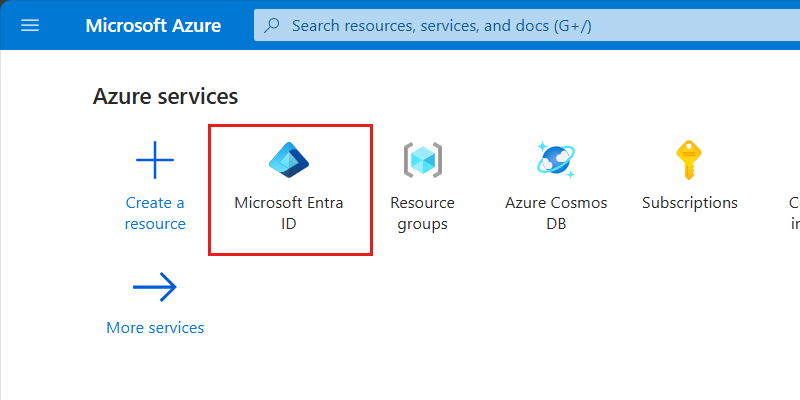 Microsoft Azure
Search resources, services, and docs (G+/)
Azure services
Create a
resource
Microsoft Entra
ID
Resource
groups
Azure Cosmos
DB
Subscriptions
More services